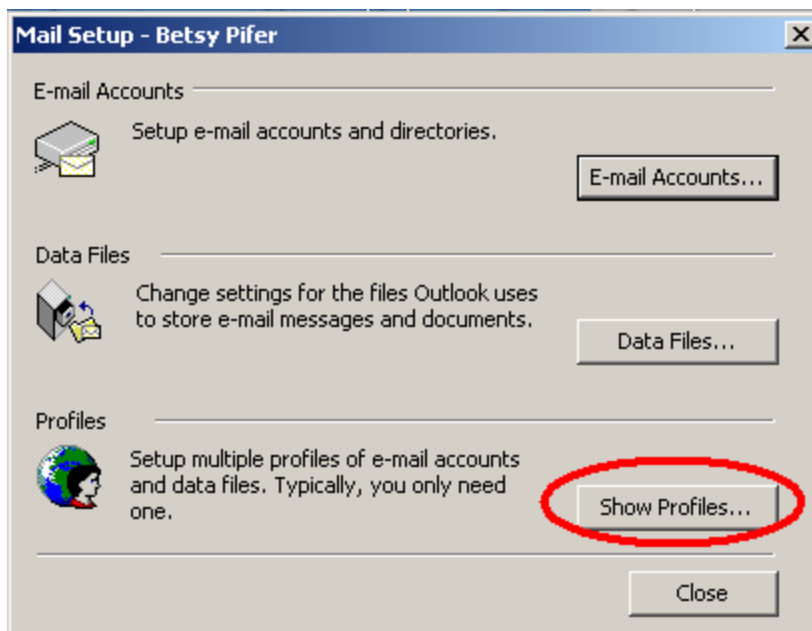 Mail Setup - Betsy Pifer
E-mail Accounts
Setup e-mail accounts and directories.
E-mail Accounts...
Data Files
Change settings for the files Outlook uses
to store e-mail messages and documents.
Data Files...
Profiles
Setup multiple profiles of e-mail accounts
and data files. Typically, you only need
one.
Show Profiles...
Close